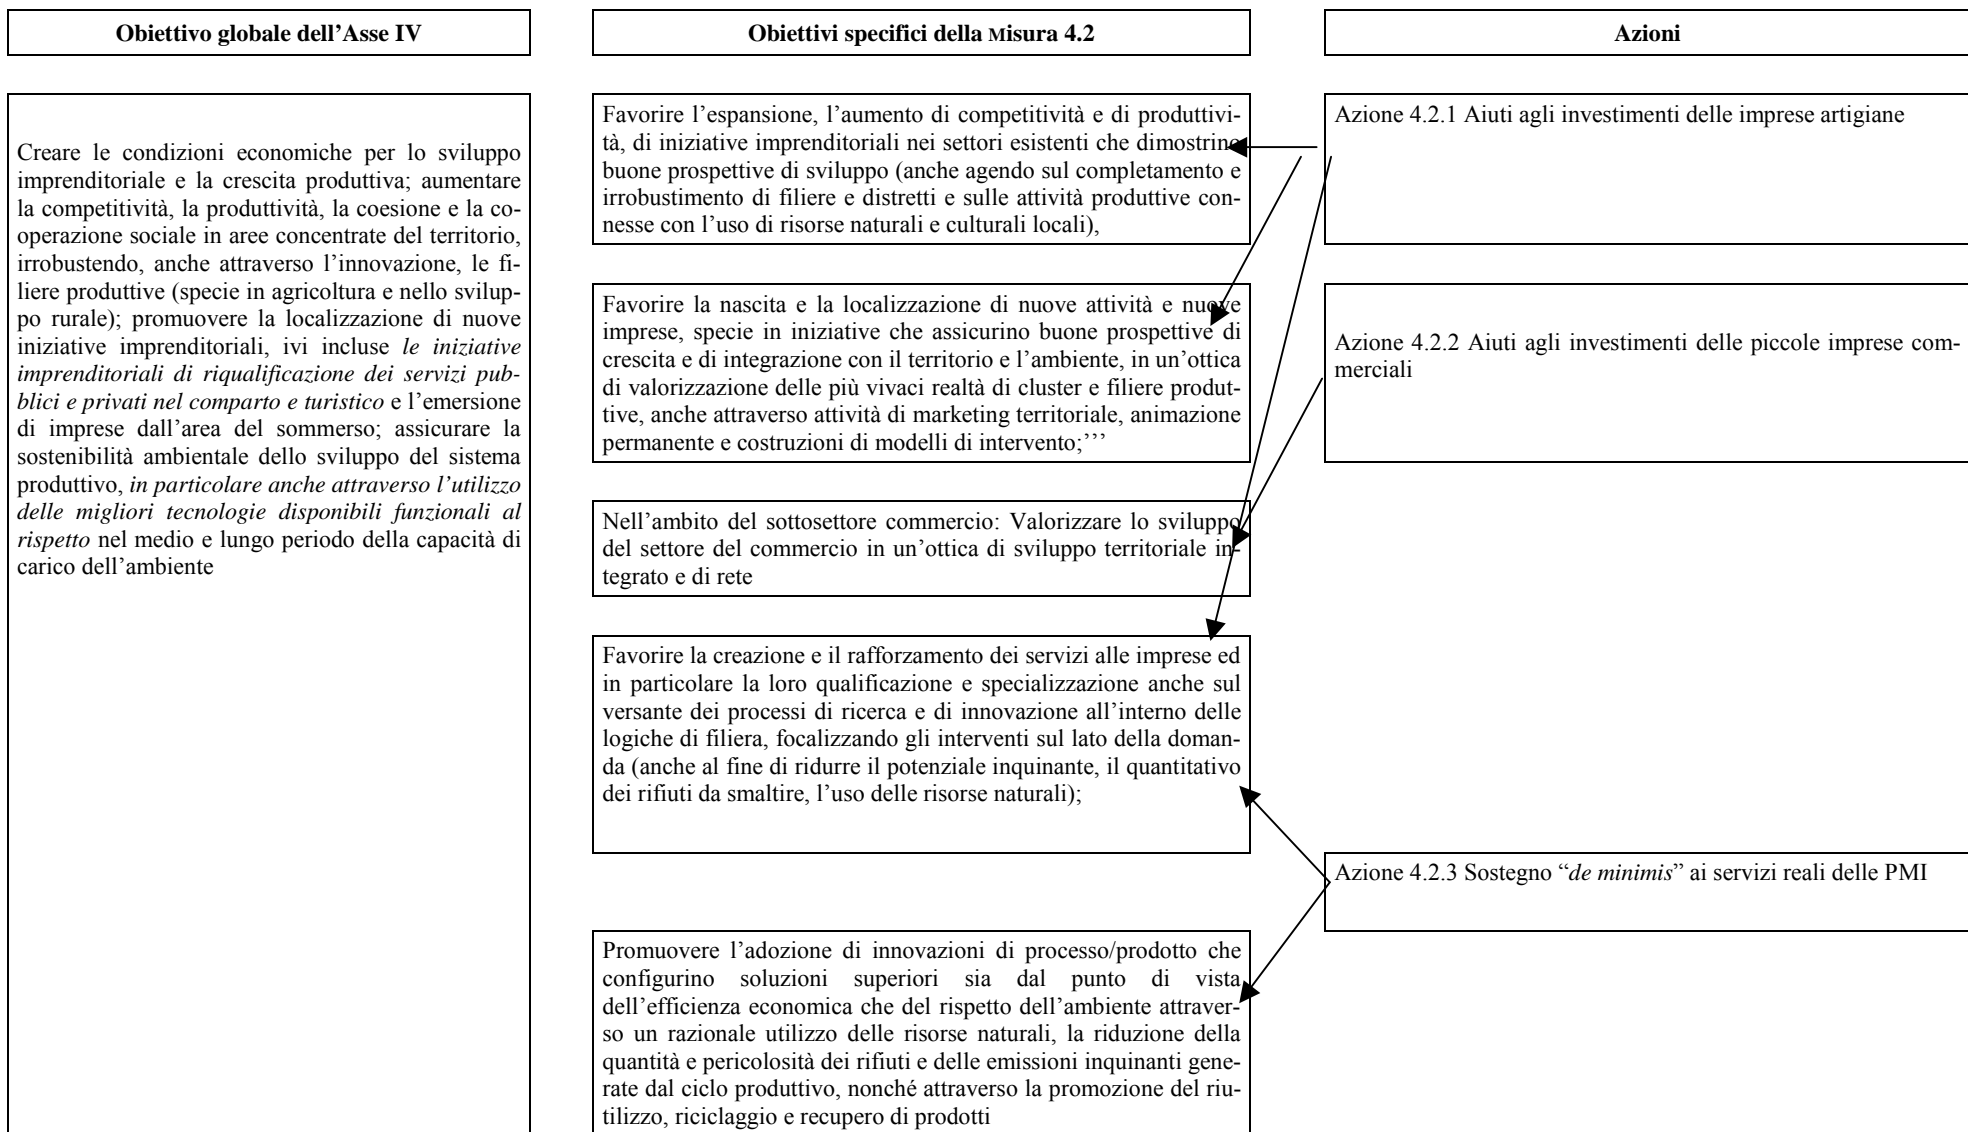 Obiettivo globale dell’Asse IV
Obiettivi specifici della Misura 4.2
Azioni
Creare le condizioni economiche per lo sviluppo
imprenditoriale e la crescita produttiva; aumentare
la competitività, la produttività, la coesione e la co-
operazione sociale in aree concentrate del territorio,
irrobustendo, anche attraverso l’innovazione, le fi-
liere produttive (specie in agricoltura e nello svilup-
po rurale); promuovere la localizzazione di nuove
iniziative imprenditoriali, ivi incluse le iniziative
imprenditoriali di riqualificazione dei servizi pub-
blici e privati nel comparto e turistico e l’emersione
di imprese dall’area del sommerso; assicurare la
sostenibilità ambientale dello sviluppo del sistema
produttivo, in particolare anche attraverso l’utilizzo
delle migliori tecnologie disponibili funzionali al
rispetto nel medio e lungo periodo della capacità di
carico dell’ambiente
Favorire l’espansione, l’aumento di competitività e di produttivi-
tà, di iniziative imprenditoriali nei settori esistenti che dimostrino
buone prospettive di sviluppo (anche agendo sul completamento e
irrobustimento di filiere e distretti e sulle attività produttive con-
nesse con l’uso di risorse naturali e culturali locali),
Favorire la nascita e la localizzazione di nuove attività e nuove
imprese, specie in iniziative che assicurino buone prospettive di
crescita e di integrazione con il territorio e l’ambiente, in un’ottica
di valorizzazione delle più vivaci realtà di cluster e filiere produt-
tive, anche attraverso attività di marketing territoriale, animazione
permanente e costruzioni di modelli di intervento;’’’
Nell’ambito del sottosettore commercio: Valorizzare lo sviluppo
del settore del commercio in un’ottica di sviluppo territoriale in-
tegrato e di rete
Favorire la creazione e il rafforzamento dei servizi alle imprese ed
in particolare la loro qualificazione e specializzazione anche sul
versante dei processi di ricerca e di innovazione all’interno delle
logiche di filiera, focalizzando gli interventi sul lato della doman-
da (anche al fine di ridurre il potenziale inquinante, il quantitativo
dei rifiuti da smaltire, l’uso delle risorse naturali);
Promuovere l’adozione di innovazioni di processo/prodotto che
configurino soluzioni superiori sia dal punto di vista
dell’efficienza economica che del rispetto dell’ambiente attraver-
so un razionale utilizzo delle risorse naturali, la riduzione della
quantità e pericolosità dei rifiuti e delle emissioni inquinanti gene-
rate dal ciclo produttivo, nonché attraverso la promozione del riu-
tilizzo, riciclaggio e recupero di prodotti
Azione 4.2.1 Aiuti agli investimenti delle imprese artigiane
Azione 4.2.2 Aiuti agli investimenti delle piccole imprese com-
merciali
Azione 4.2.3 Sostegno “de minimis” ai servizi reali delle PMI